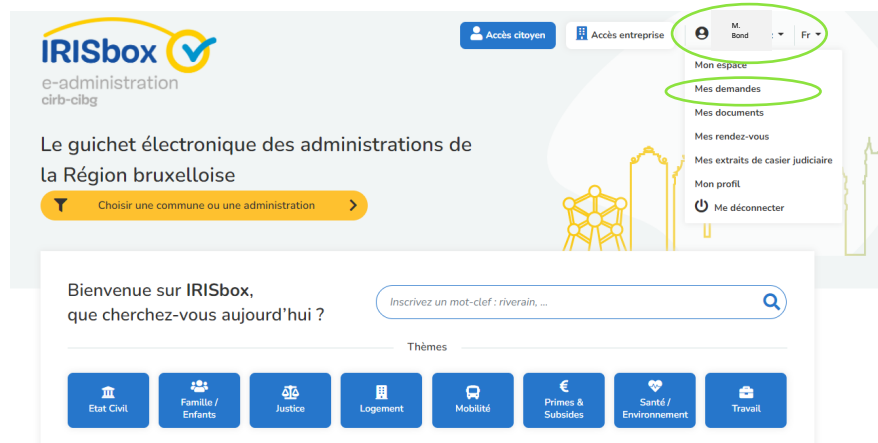 IRISbox
e-administration
cirb-cibg
Accès citoyen
Accès entreprise
M.
Bond
Fr
Mon espace
Mes demandes
Mes documents
Mes rendez-vous
Mes extraits de casier judiciaire
Mon profil
Me déconnecter
Le guichet électronique des administrations de
la Région bruxelloise
Choisir une commune ou une administration
Bienvenue sur IRISbox,
que cherchez-vous aujourd'hui ?
Inscrivez un mot-clef : riverain, ...
Thèmes
Etat Civil
Famille /
Enfants
Justice
Logement
Mobilité
Primes &
Subsides
Santé /
Environnement
Travail